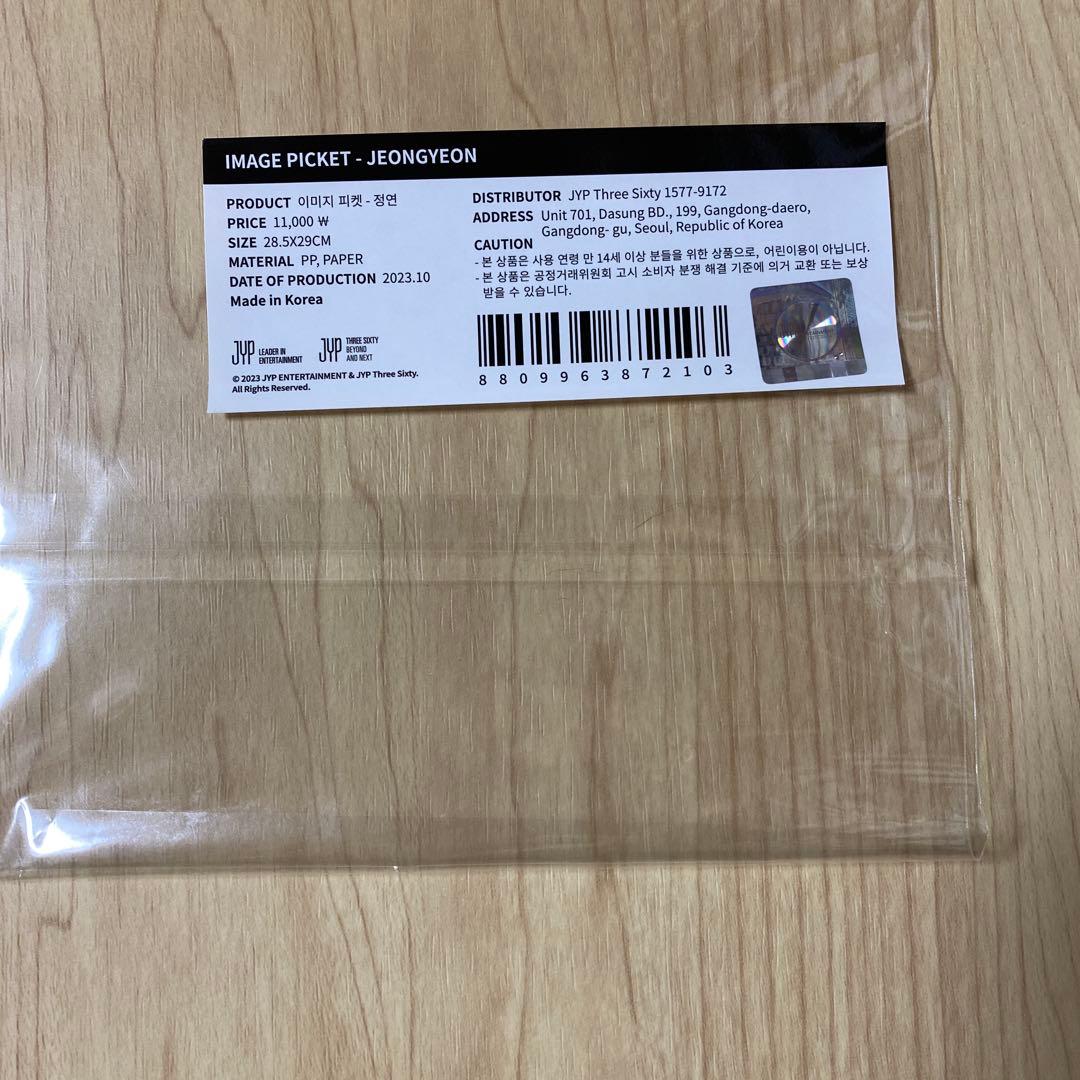 IMAGE PICKET - JEONGYEON
PRODUCT 이미지 피켓 - 정연
PRICE 11,000 ₩
SIZE 28.5X29CM
MATERIAL PP, PAPER
DATE OF PRODUCTION 2023.10
Made in Korea
JYP LEADER IN ENTERTAINMENT
JYP THREE SIXTY BEYOND AND NEXT
© 2023 JYP ENTERTAINMENT & JYP Three Sixty.
All Rights Reserved.
DISTRIBUTOR JYP Three Sixty 1577-9172
ADDRESS Unit 701, Dasung BD., 199, Gangdong-daero,
Gangdong- gu, Seoul, Republic of Korea
CAUTION
- 본 상품은 사용 연령 만 14세 이상 분들을 위한 상품으로, 어린이용이 아닙니다.
- 본 상품은 공정거래위원회 고시 소비자 분쟁 해결 기준에 의거 교환 또는 보상
받을 수 있습니다.
8809963872103